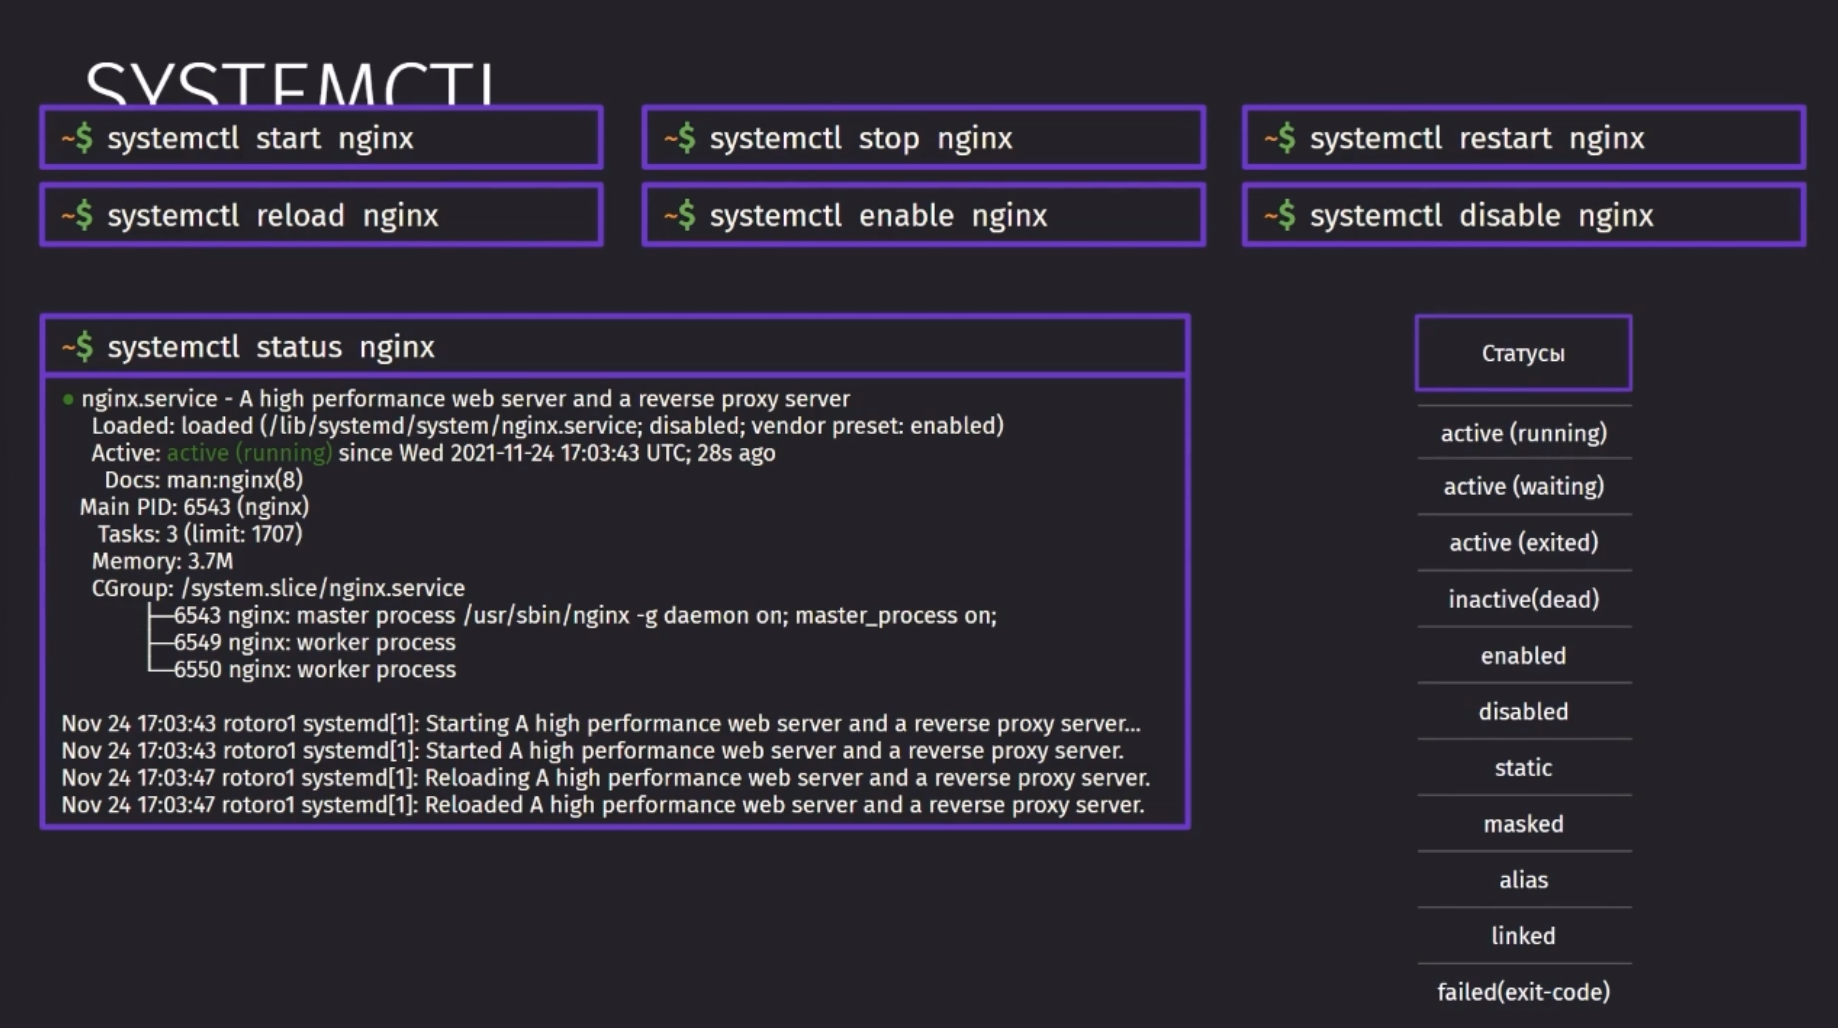 SYSTEMCTL
~$ systemctl start nginx
~$ systemctl stop nginx
~$ systemctl restart nginx
~$ systemctl reload nginx
~$ systemctl enable nginx
~$ systemctl disable nginx
~$ systemctl status nginx
● nginx.service - A high performance web server and a reverse proxy server
Loaded: loaded (/lib/systemd/system/nginx.service; disabled; vendor preset: enabled)
Active: active (running) since Wed 2021-11-24 17:03:43 UTC; 28s ago
Docs: man:nginx(8)
Main PID: 6543 (nginx)
Tasks: 3 (limit: 1707)
Memory: 3.7M
CGroup: /system.slice/nginx.service
├─6543 nginx: master process /usr/sbin/nginx -g daemon on; master_process on;
├─6549 nginx: worker process
└─6550 nginx: worker process
Nov 24 17:03:43 rotoro1 systemd[1]: Starting A high performance web server and a reverse proxy server...
Nov 24 17:03:43 rotoro1 systemd[1]: Started A high performance web server and a reverse proxy server.
Nov 24 17:03:47 rotoro1 systemd[1]: Reloading A high performance web server and a reverse proxy server.
Nov 24 17:03:47 rotoro1 systemd[1]: Reloaded A high performance web server and a reverse proxy server.
Статусы
active (running)
active (waiting)
active (exited)
inactive(dead)
enabled
disabled
static
masked
alias
linked
failed(exit-code)